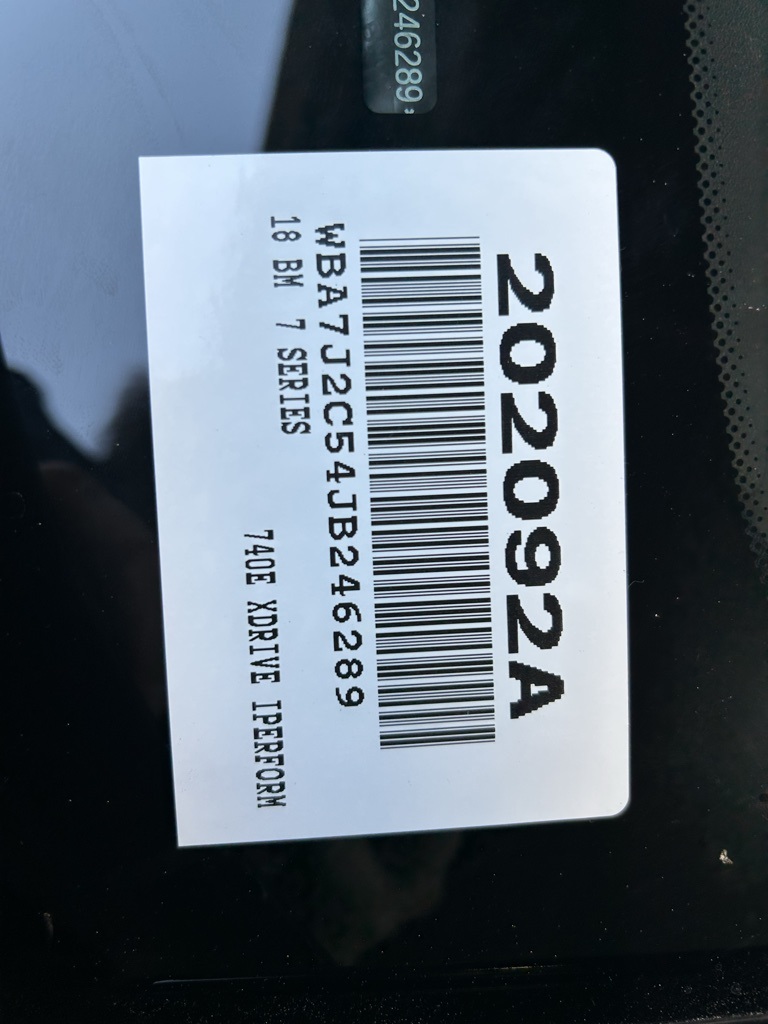 246289
202092A
WBA7J2C54JB246289
18 BM 7 SERIES
740E XDRIVE IPERFORM